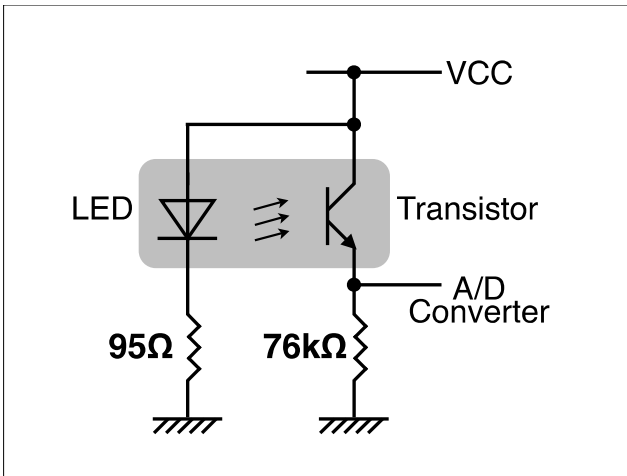 VCC
LED
Transistor
A/D
Converter
95Ω
76kΩ